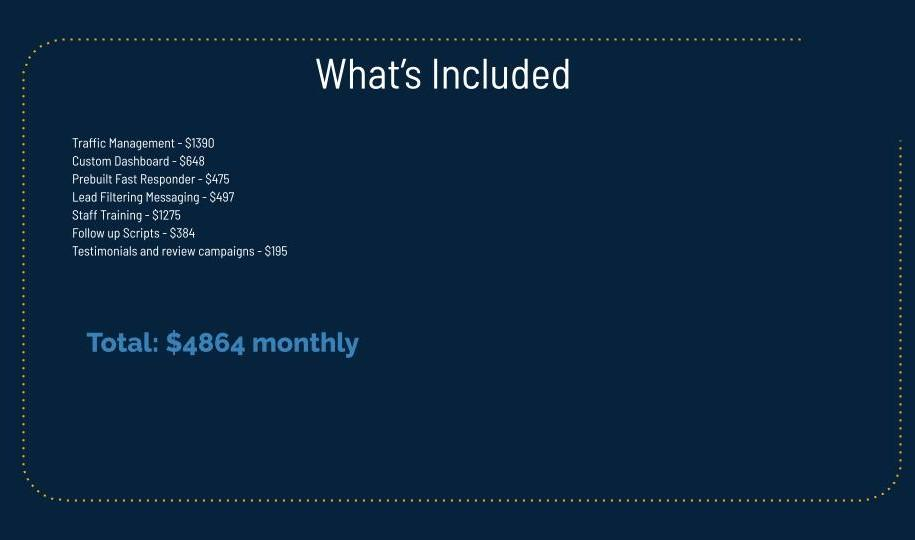 What's Included
Traffic Management - $1390
Custom Dashboard - $648
Prebuilt Fast Responder - $475
Lead Filtering Messaging - $497
Staff Training - $1275
Follow up Scripts - $384
Testimonials and review campaigns - $195
Total: $4864 monthly